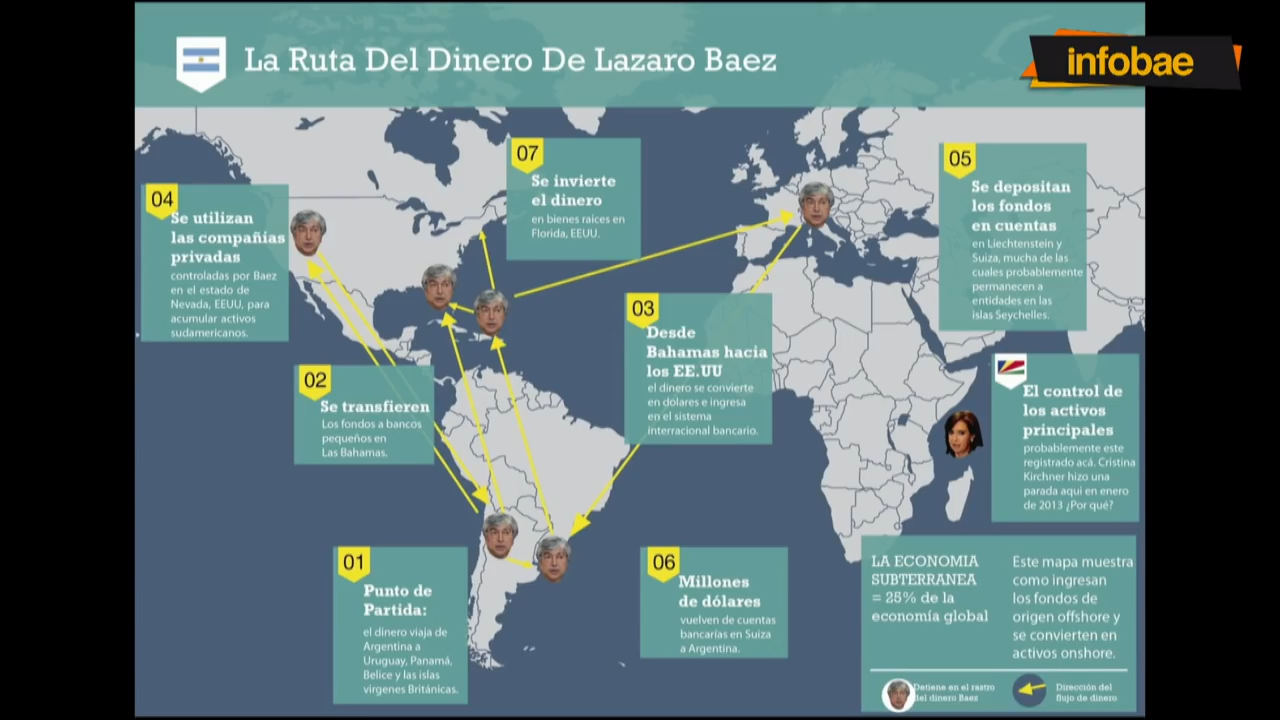 La Ruta Del Dinero De Lazaro Baez
infobae
04
Se utilizan
las compañias
privadas
controladas por Baez
en el estado de
Nevada, EEUU, para
acumular activos
sudamericanos.
07
Se invierte
el dinero
en bienes raices en
Florida, EEUU.
05
Se depositan
los fondos
en cuentas
en Liechtenstein y
Suiza, mucha de las
cuales probablemente
permanecen a
entidades en las
islas Seychelles.
03
Desde
Bahamas hacia
los EE.UU
el dinero se convierte
en dolares e ingresa
en el sistema
interracional bancario.
02
Se transfieren
Los fondos a bancos
pequeños en
Las Bahamas.
El control de
los activos
principales
probablemente este
registrado acá. Cristina
Kirchner hizo una
parada aqui en enero
de 2013 ¿Por qué?
01
Punto de
Partida:
el dinero viaja de
Argentina a
Uruguay, Panamá,
Belice y las islas
virgenes Británicas.
06
Millones
de dólares
vuelven de cuentas
bancarías en Suiza
a Argentina.
LA ECONOMIA
SUBTERRANEA
= 25% de la
economía global
Este mapa muestra
como ingresan
los fondos de
origen offshore y
se convierten en
activos onshore.
Detiene en el rastro
del dinero Baez
Dirección del
flujo de dinero